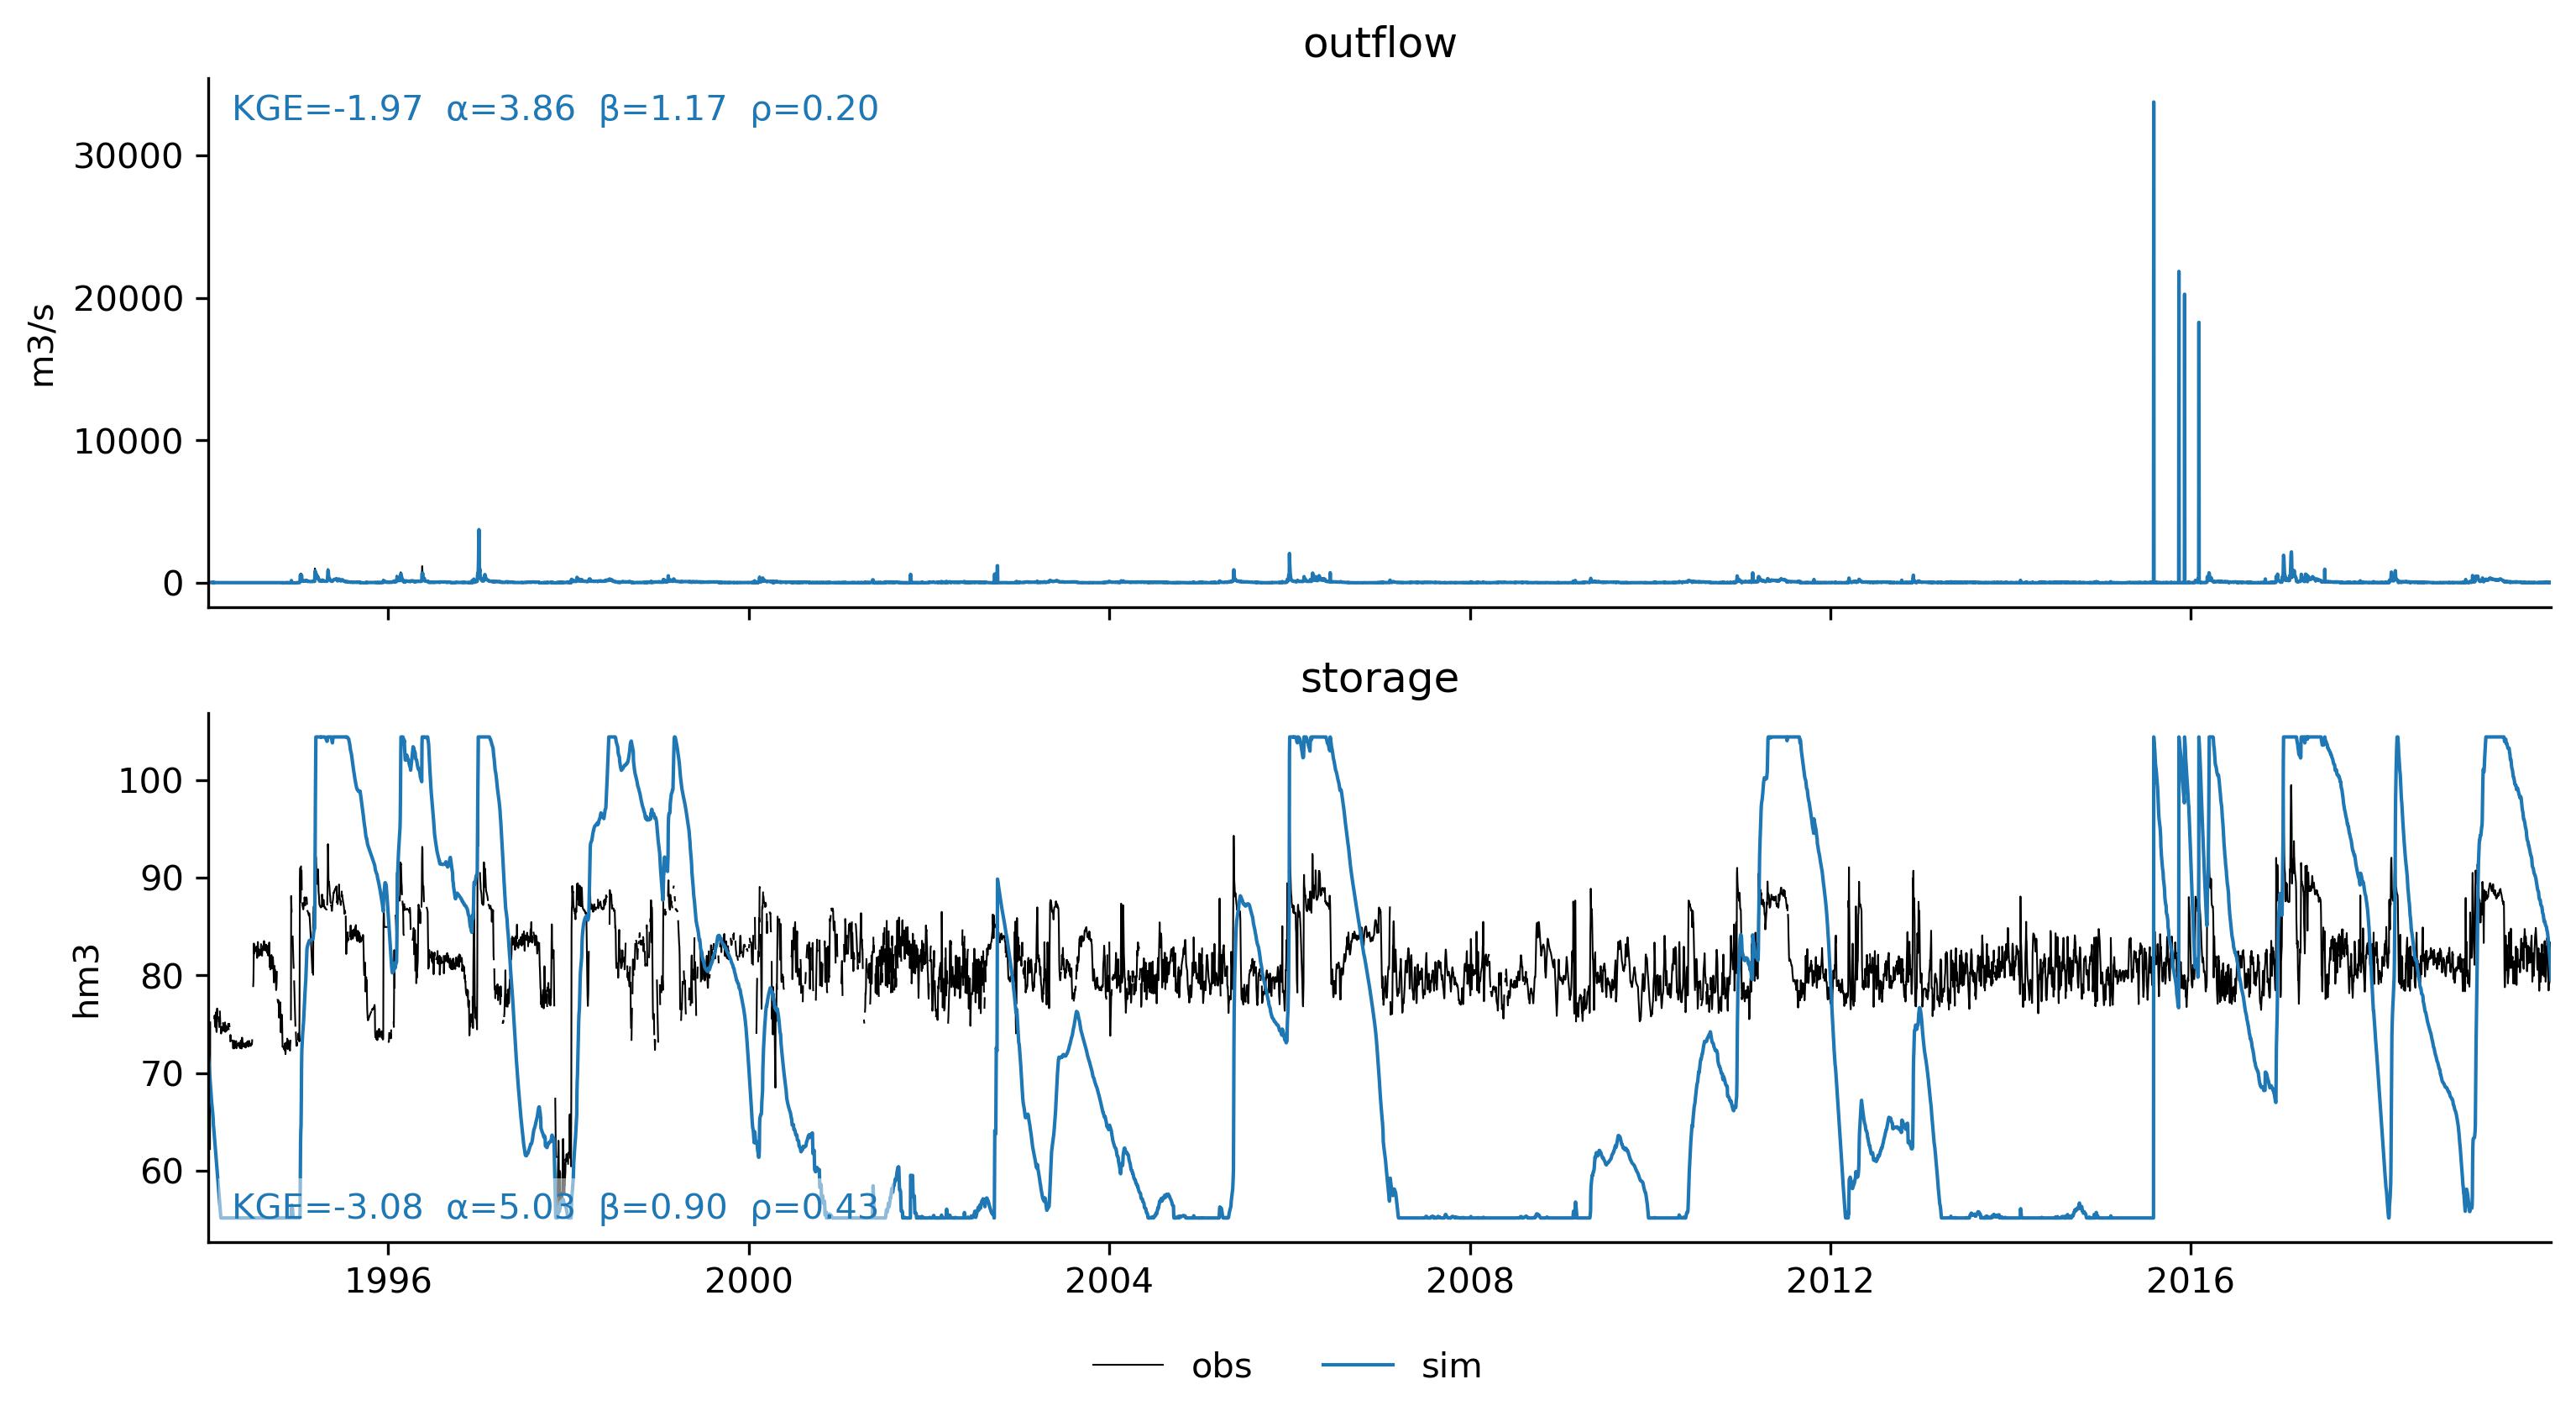 outflow
KGE=-1.97 α=3.86 β=1.17 ρ=0.20
m3/s
30000
20000
10000
0
storage
KGE=-3.08 α=5.03 β=0.90 ρ=0.43
hm3
100
90
80
70
60
1996 2000 2004 2008 2012 2016
obs sim